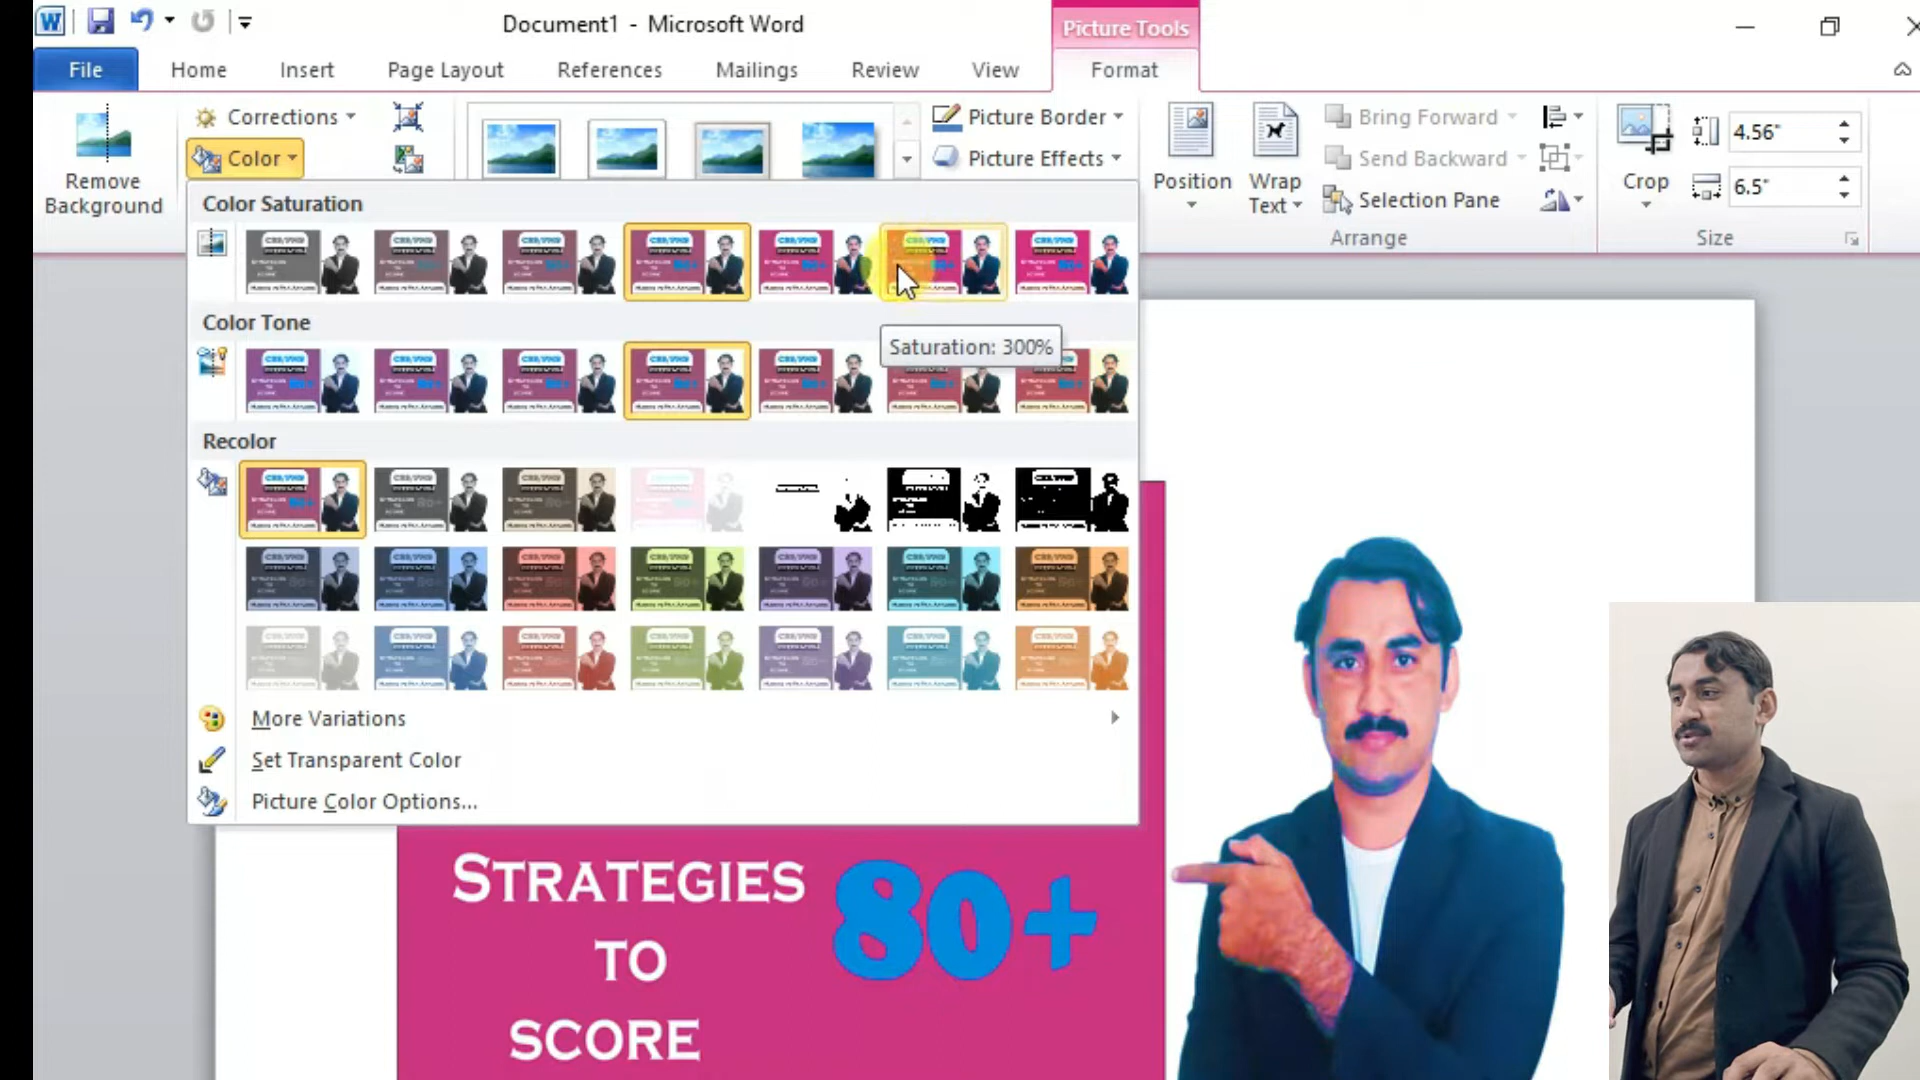 Document1 - Microsoft Word
Picture Tools
File
Home
Insert
Page Layout
References
Mailings
Review
View
Format
Remove
Background
Corrections
Color
Picture Border
Picture Effects
Position
Wrap
Text
Bring Forward
Send Backward
Selection Pane
Arrange
Crop
4.56"
6.5"
Size
Color Saturation
Saturation: 300%
Color Tone
Recolor
More Variations
Set Transparent Color
Picture Color Options...
STRATEGIES
TO
SCORE
80+